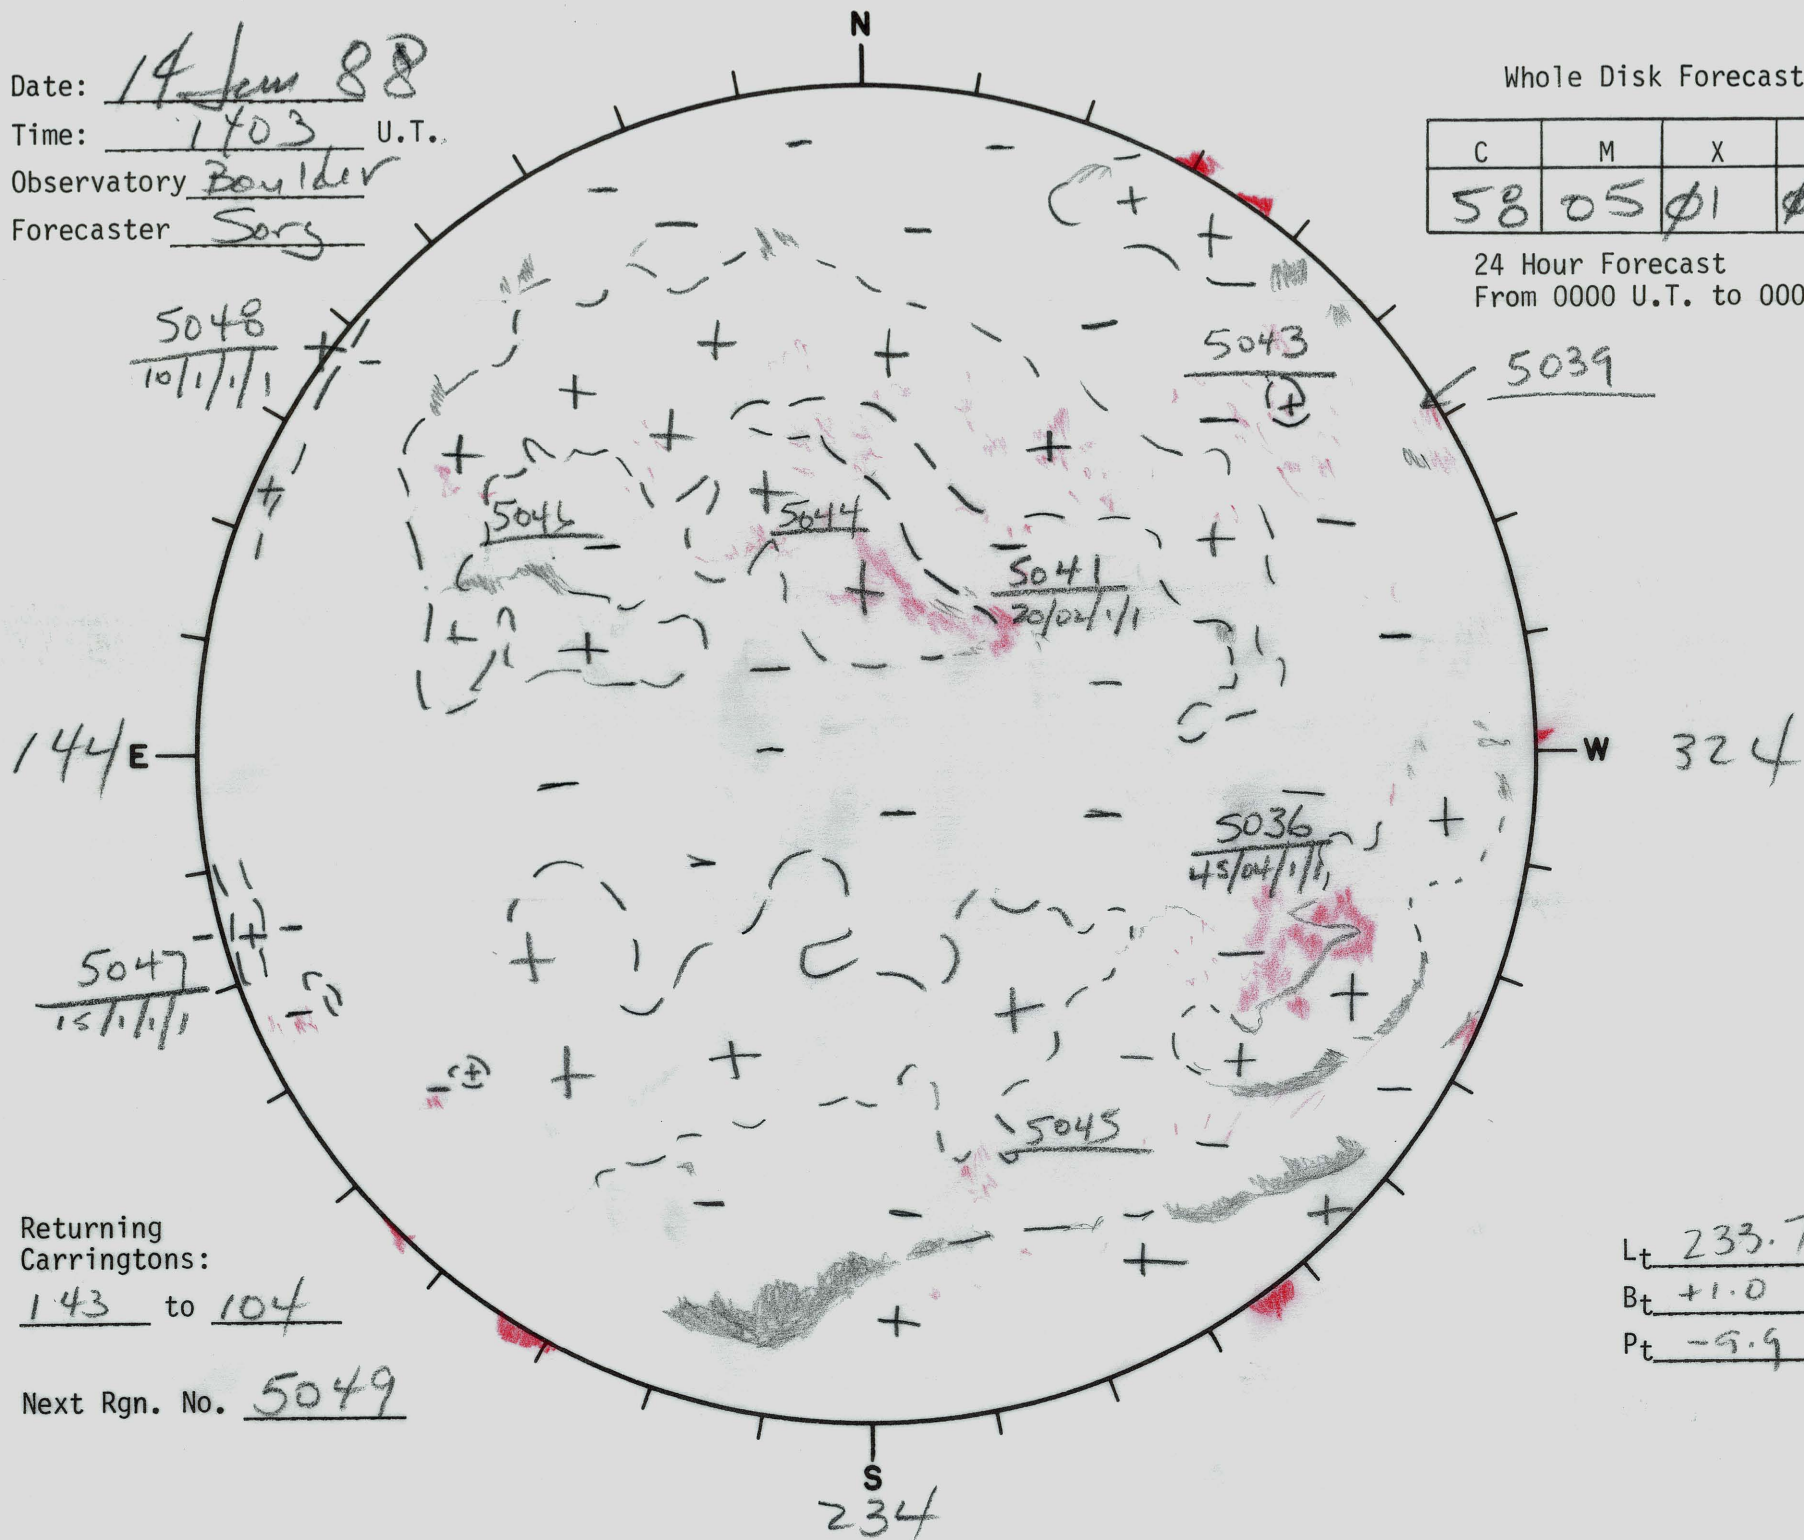 N
Date: 14 Jan 88
Time: 1403 U.T.
Observatory Boulder
Forecaster Sorg
Whole Disk Forecast
C M X
58 05 01
24 Hour Forecast
From 0000 U.T. to 000
5048
10/1/1/1
5043
5039
5046
5044
5041
20/02/1/1
144 E
W 324
5036
45/04/1/1
5047
15/1/1/1
5045
Returning
Carringtons:
143 to 104
Next Rgn. No. 5049
Lt 233.7
Bt +1.0
Pt -9.9
S
234